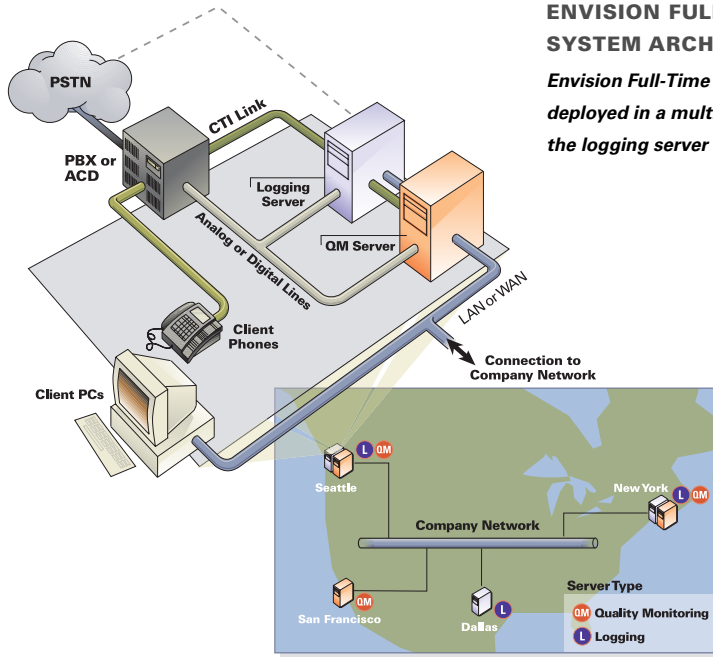 ENVISION FUL
SYSTEM ARCH
Envision Full-Time
deployed in a mult
the logging server
PSTN
CTI Link
PBX or
ACD
Logging
Server
QM Server
Analog or Digital Lines
LAN or WAN
Client
Phones
Connection to
Company Network
Client PCs
L
QM
Seattle
New York
L
QM
Company Network
QM
San Francisco
L
Dallas
Server Type
QM Quality Monitoring
L Logging